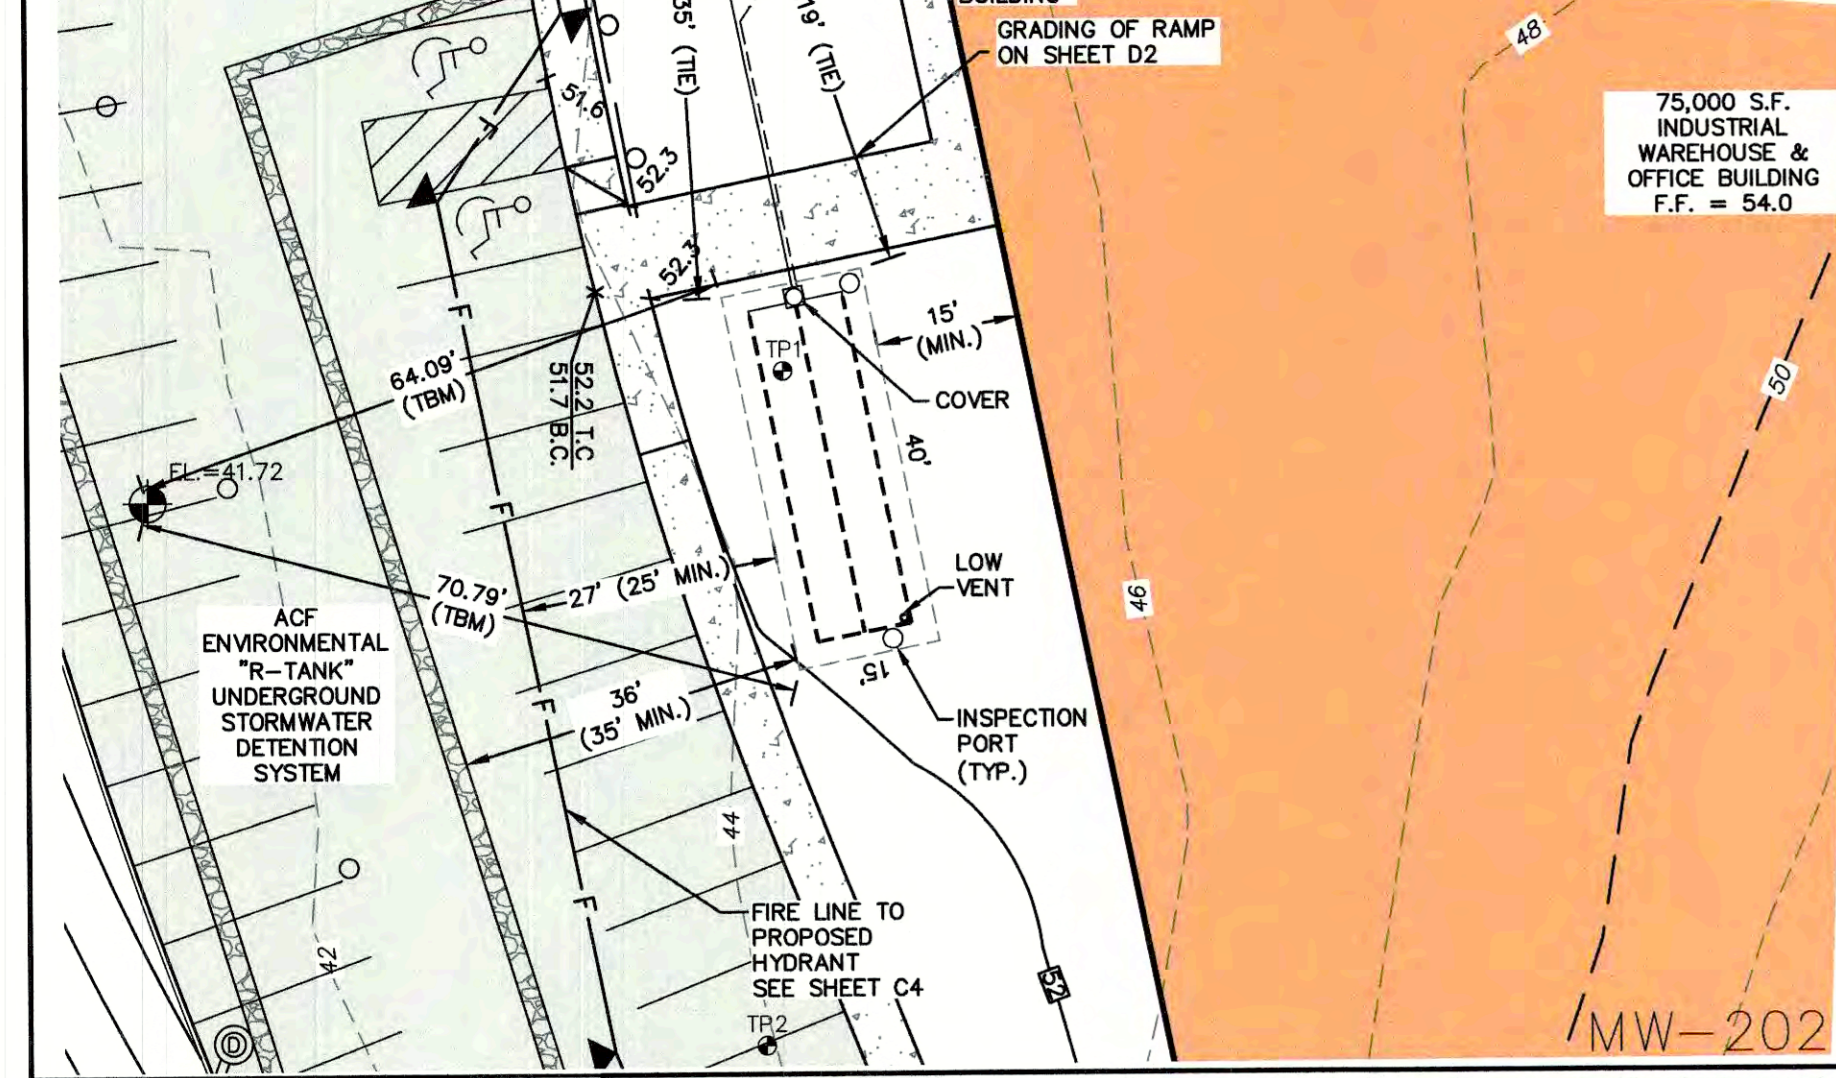 BUILDING
GRADING OF RAMP
ON SHEET D2
48
75,000 S.F.
INDUSTRIAL
WAREHOUSE &
OFFICE BUILDING
F.F. = 54.0
35' (TIE)
19' (TIE)
51.6
F
52.3
52.3
F
15'
(MIN.)
TP1
64.09'
(TBM)
52.2 T.C
51.7 B.C.
COVER
50
40'
EL.=41.72
F
LOW
VENT
70.79'
(TBM)
27' (25' MIN.)
46
ACF
ENVIRONMENTAL
"R-TANK"
UNDERGROUND
STORMWATER
DETENTION
SYSTEM
15'
36'
(35' MIN.)
F
INSPECTION
PORT
(TYP.)
44
F
FIRE LINE TO
PROPOSED
HYDRANT
SEE SHEET C4
42
52
TP2
D
MW-202